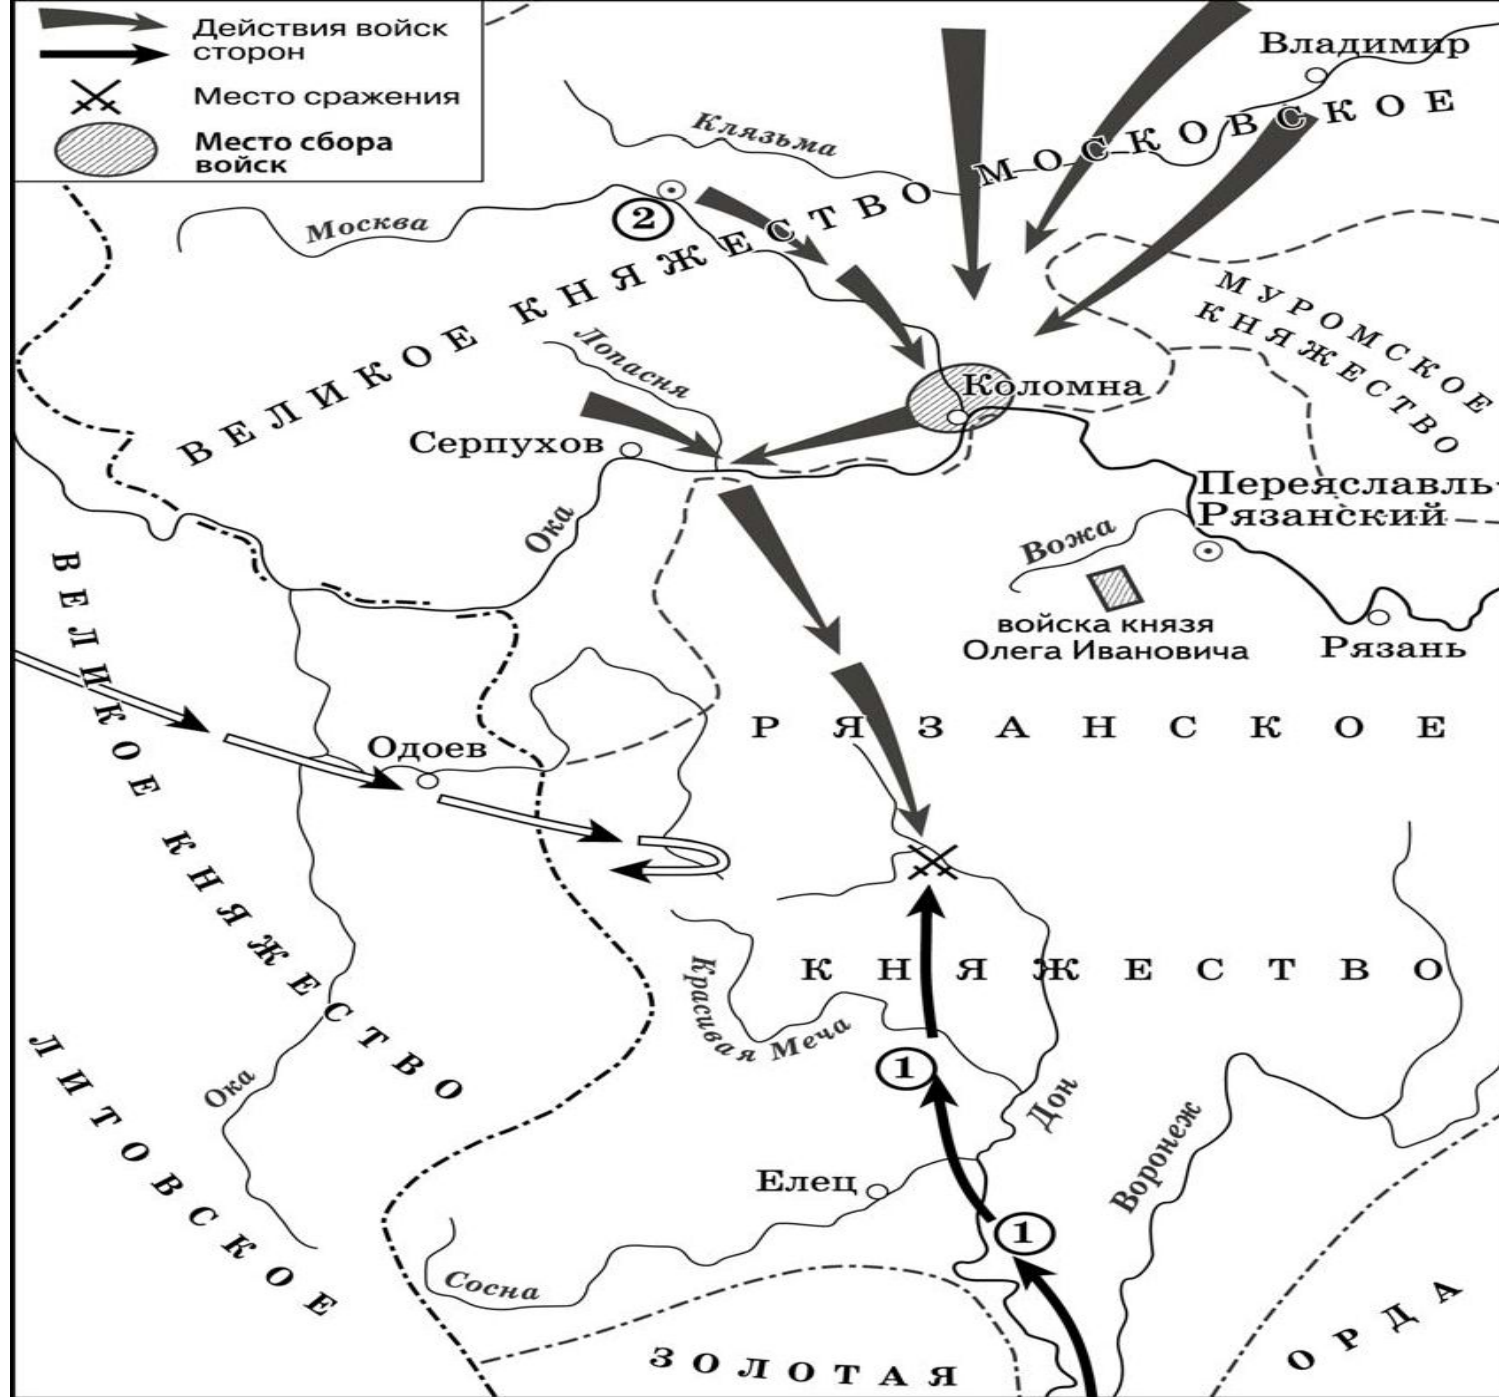 Действия войск
сторон
Место сражения
Место сбора
войск
Владимир
Клязьма
Москва
2
ВЕЛИКОЕ КНЯЖЕСТВО МОСКОВСКОЕ
МУРОМСКОЕ
КНЯЖЕСТВО
Лопасня
Коломна
Серпухов
Переяславль-
Рязанский
Ока
Вожа
войска князя
Олега Ивановича
Рязань
РЯЗАНСКОЕ
КНЯЖЕСТВО
Одоев
ВЕЛИКОЕ КНЯЖЕСТВО
ЛИТОВСКОЕ
Красивая Меча
1
Ока
Дон
Воронеж
Елец
1
Сосна
ЗОЛОТАЯ
ОРДА